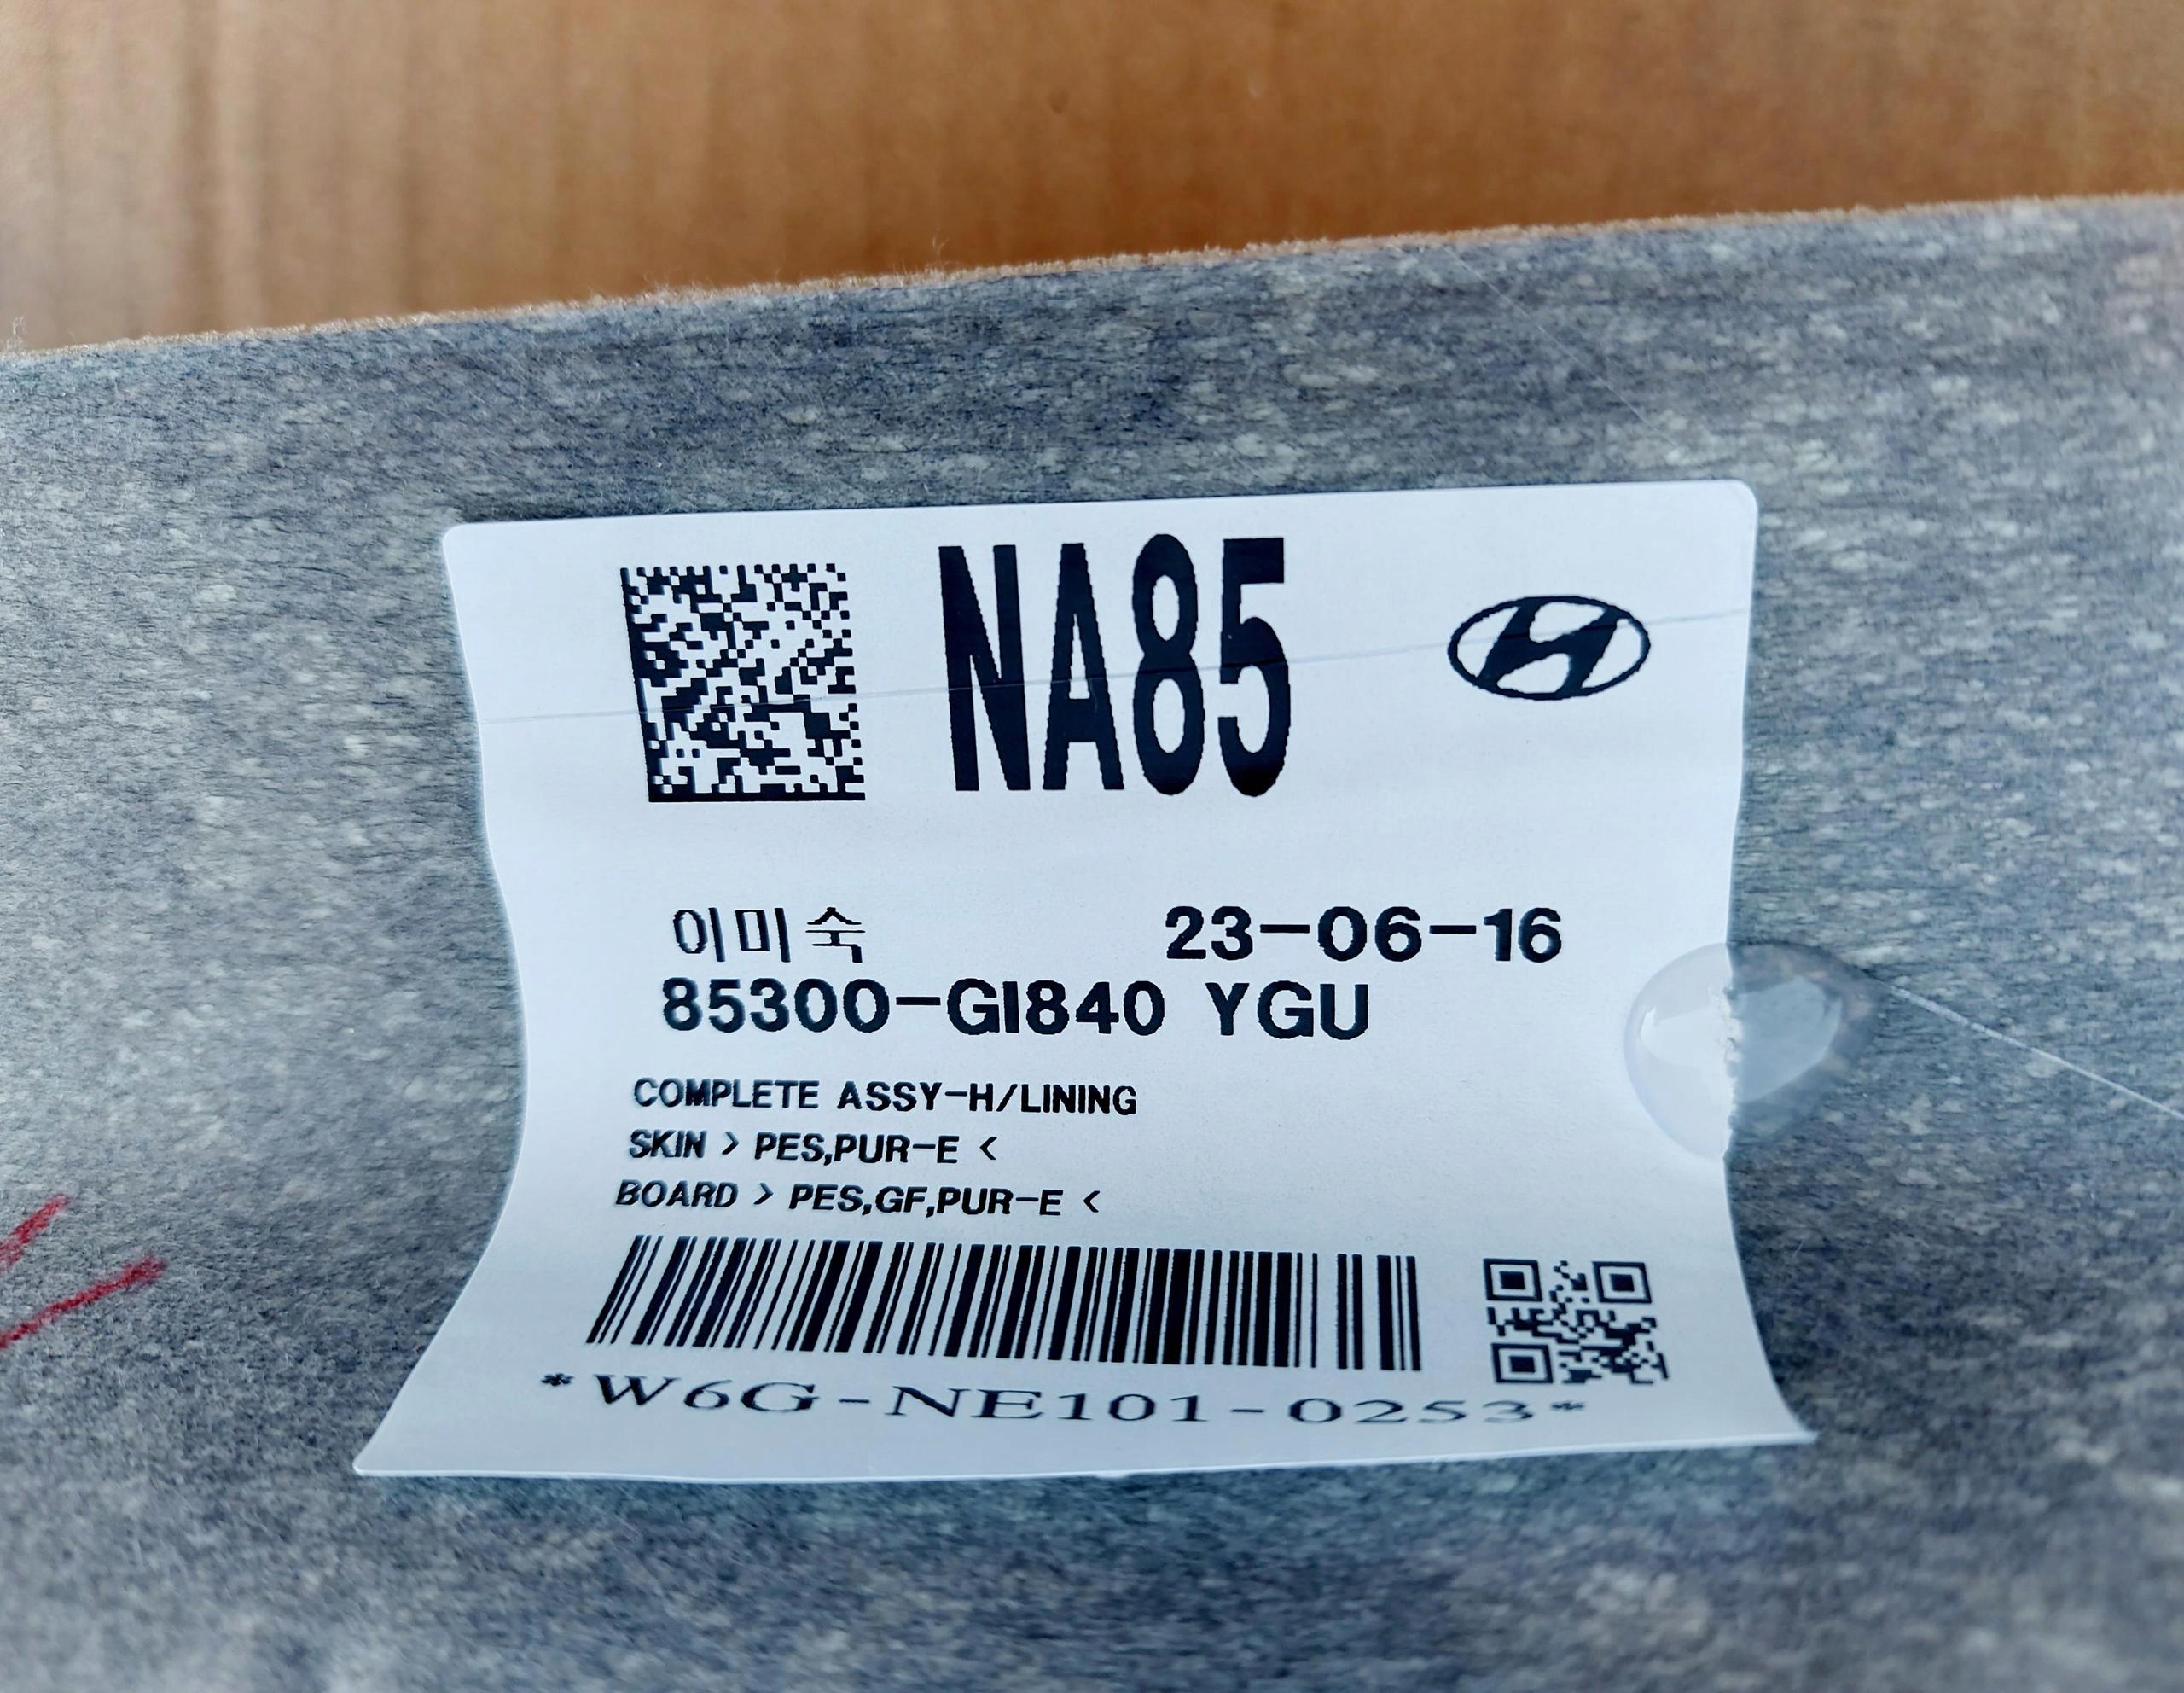 NA85
이미숙 23-06-16
85300-GI840 YGU
COMPLETE ASSY-H/LINING
SKIN > PES,PUR-E <
BOARD > PES,GF,PUR-E <
*W6G-NE101-0253*